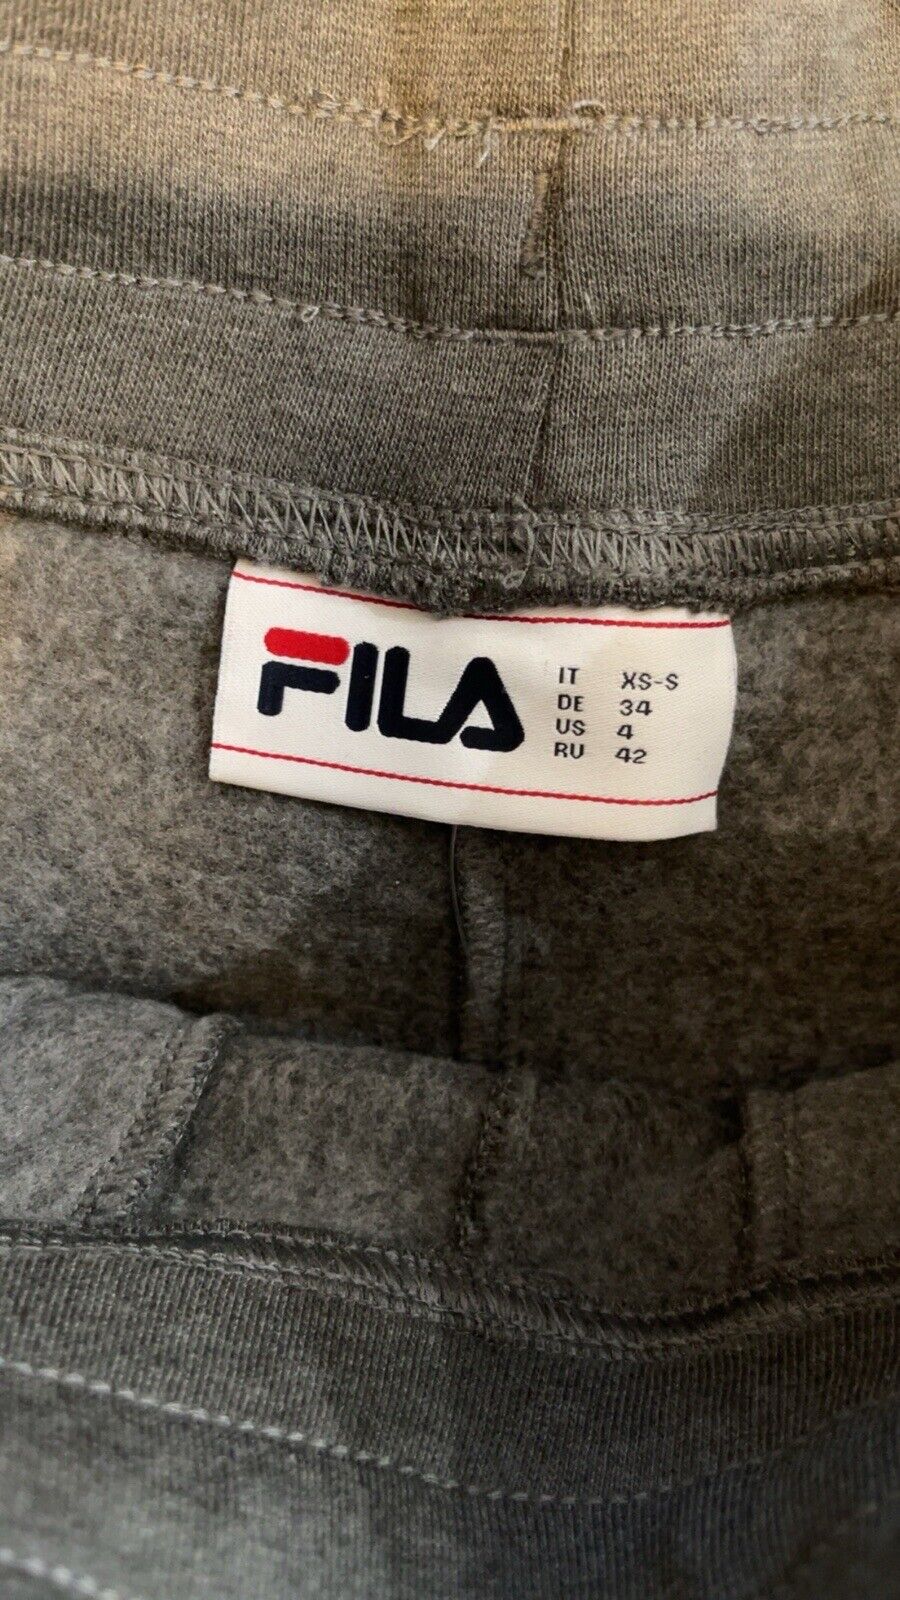 FILA
IT XS-S
DE 34
US 4
RU 42